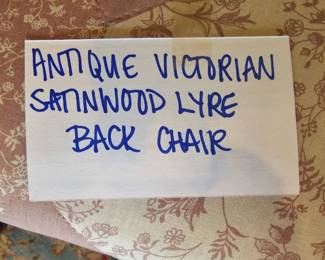 ANTIQUE VICTORIAN
SATINWOOD LYRE
BACK CHAIR